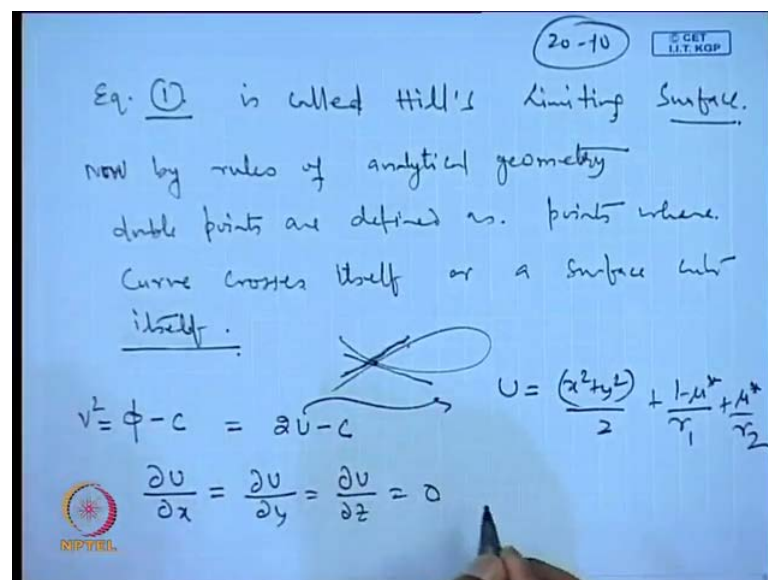 20-10
© CET
I.I.T. KGP
Eq. ① is called Hill's Limiting Surface.
Now by rules of analytical geometry
double points are defined as. points where.
Curve crosses itself or a surface cuts
itself.
U = (x²+y²)/2 + (1-μ*)/r₁ + μ*/r₂
V² = φ - c = 2U - c
∂U/∂x = ∂U/∂y = ∂U/∂z = 0
NPTEL